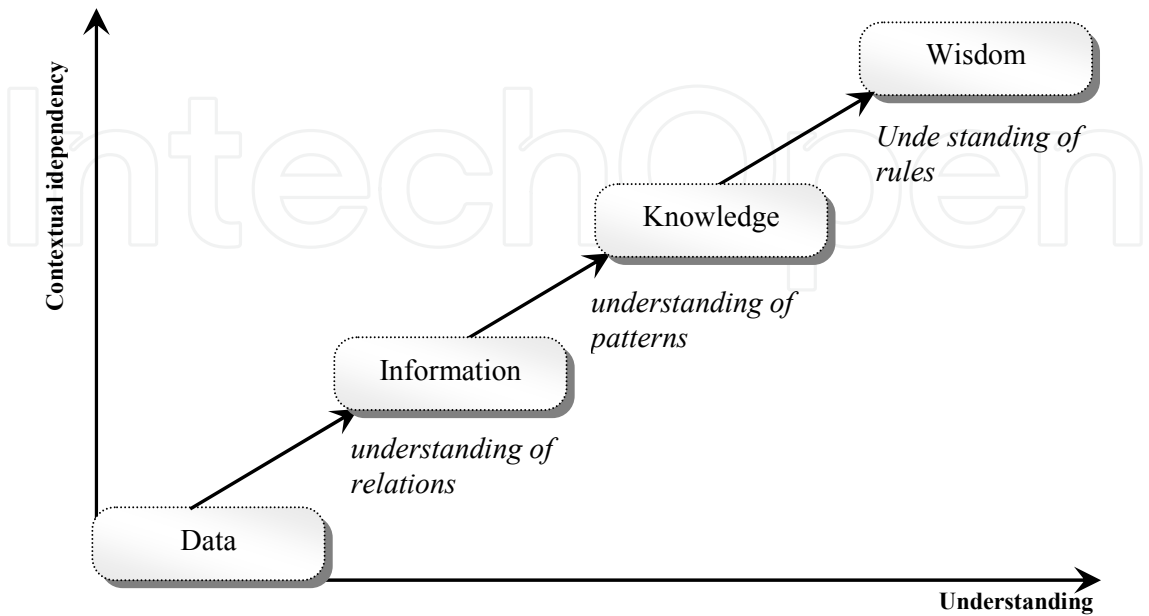 Wisdom
Contextual idependency
Unde standing of
rules
IntechOpen
Knowledge
understanding of
patterns
Information
understanding of
relations
Data
Understanding